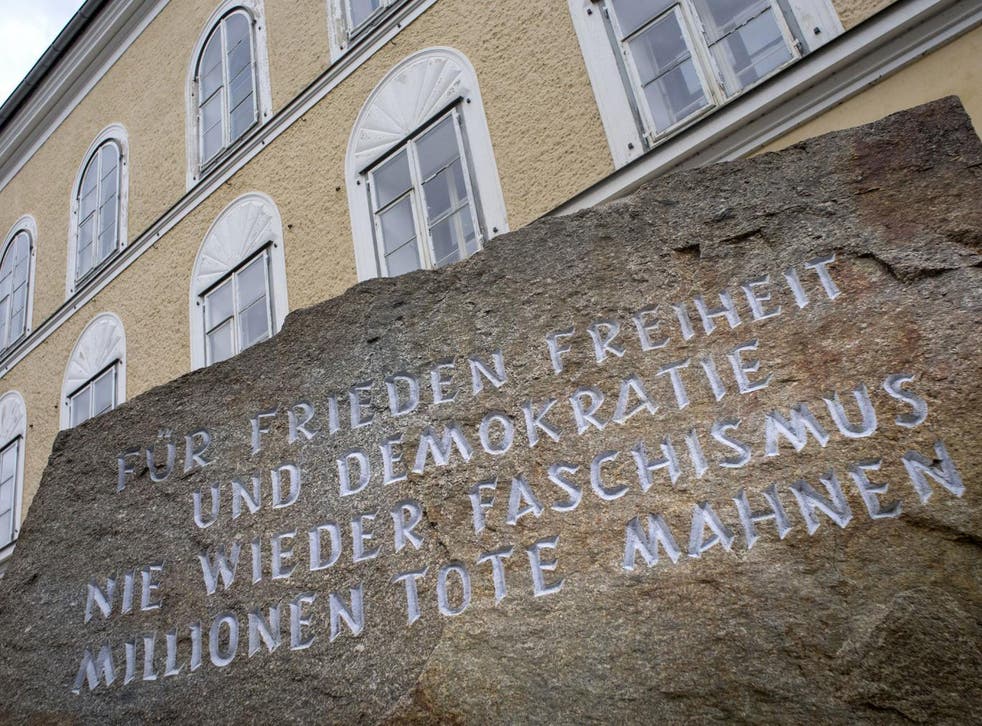 FÜR FRIEDEN FREIHEIT
UND DEMOKRATIE
NIE WIEDER FASCHISMUS
MILLIONEN TOTE MAHNEN